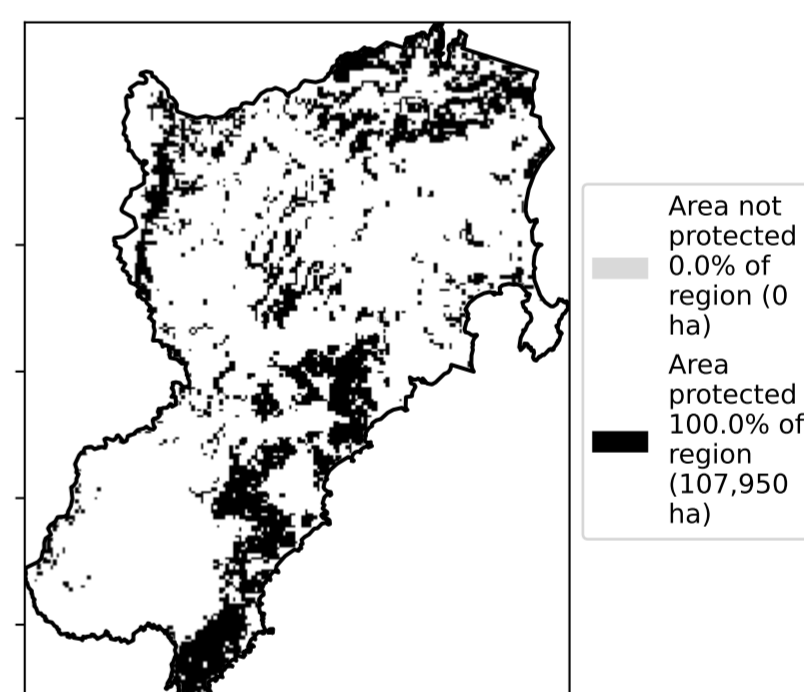 Area not
protected
0.0% of
region (0
ha)
Area
protected
100.0% of
region
(107,950
ha)